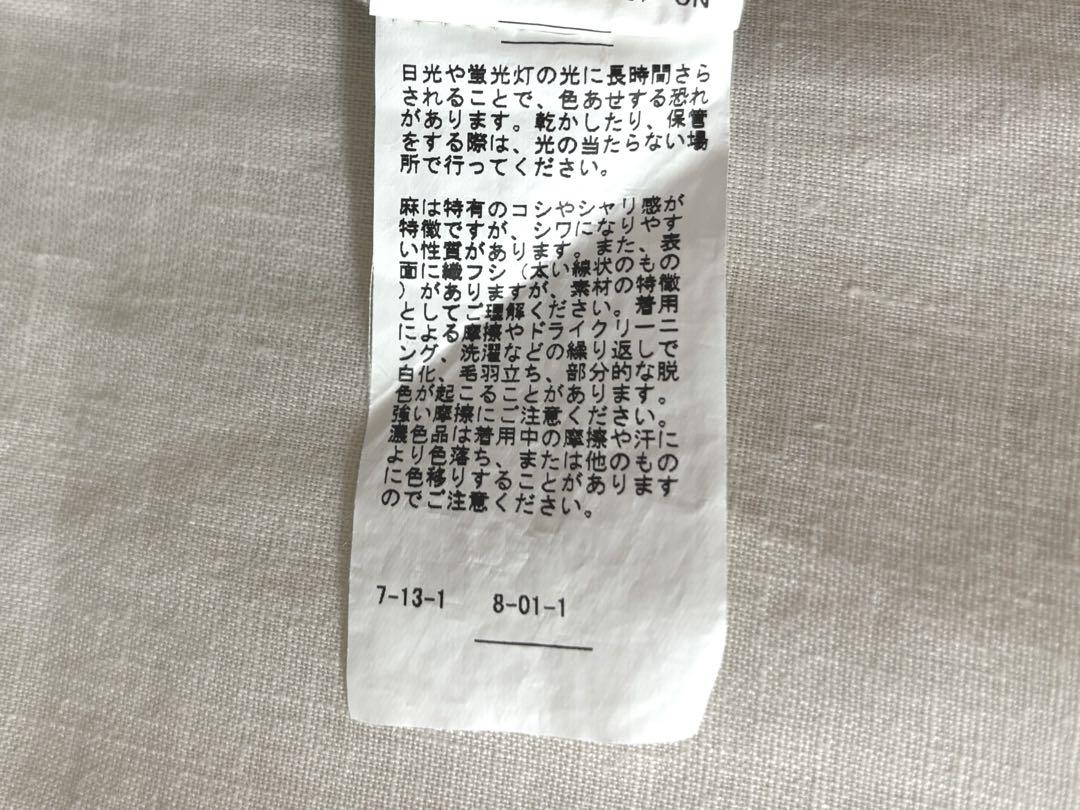 ON
日光や蛍光灯の光に長時間さら
されることで、色あせする恐れ
があります。乾かしたり、保管
をする際は、光の当たらない場
所で行ってください。
麻は特有のコシやシャリ感が
特徴ですが、シワになりやす
い性質があります。また、表
面に織フシ（太い線状のもの
）がありますが、素材の特徴
としてご理解ください。着用
による摩擦やドライクリーニ
ング、洗濯などの繰り返しで
白化、毛羽立ち、部分的な脱
色が起こることがあります。
強い摩擦にご注意ください。
濃色品は着用中の摩擦や汗に
より色落ち、または他のもの
に色移りすることがあります
のでご注意ください。
7-13-1 8-01-1